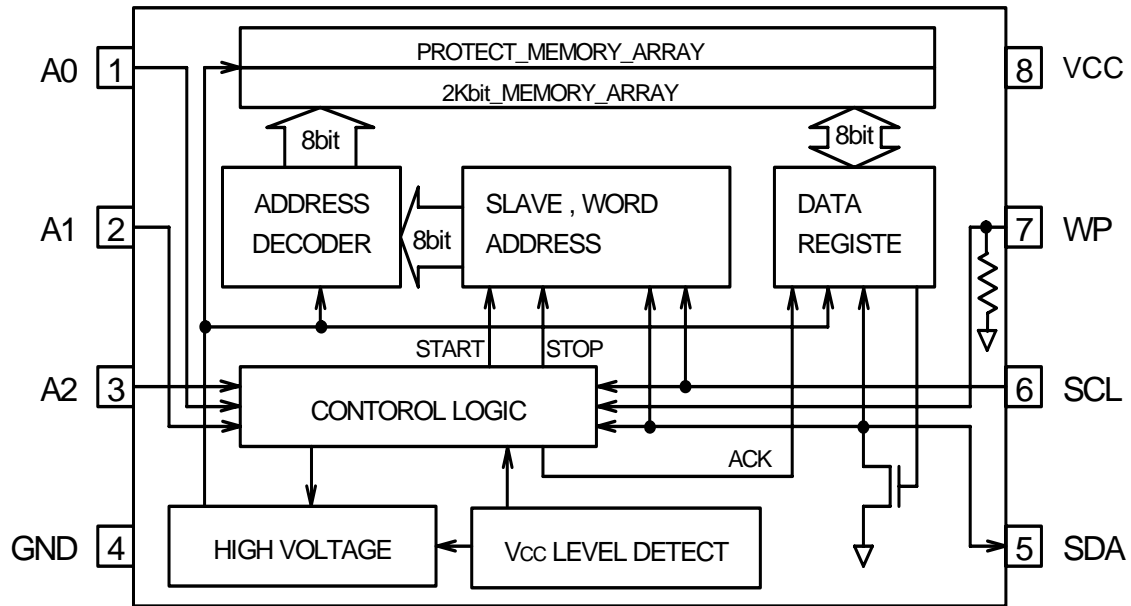 PROTECT_MEMORY_ARRAY
A0 1
8 VCC
2Kbit_MEMORY_ARRAY
8bit
8bit
ADDRESS
DECODER
8bit
SLAVE , WORD
ADDRESS
DATA
REGISTE
A1 2
7 WP
START
STOP
A2 3
6 SCL
CONTOROL LOGIC
ACK
GND 4
HIGH VOLTAGE
VCC LEVEL DETECT
5 SDA